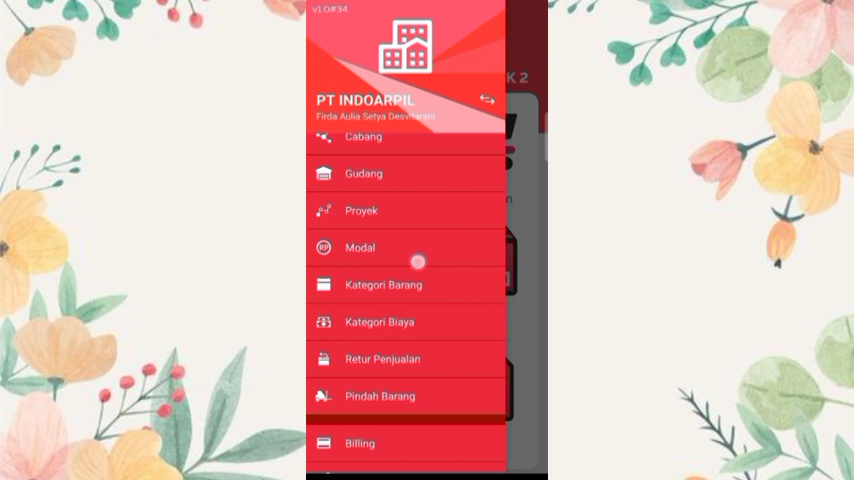 v1.0#34
K 2
PT INDOARPIL
Firda Aulia Setya Desvitarani
Cabang
Gudang
Proyek
Modal
Kategori Barang
Kategori Biaya
Retur Penjualan
Pindah Barang
Billing